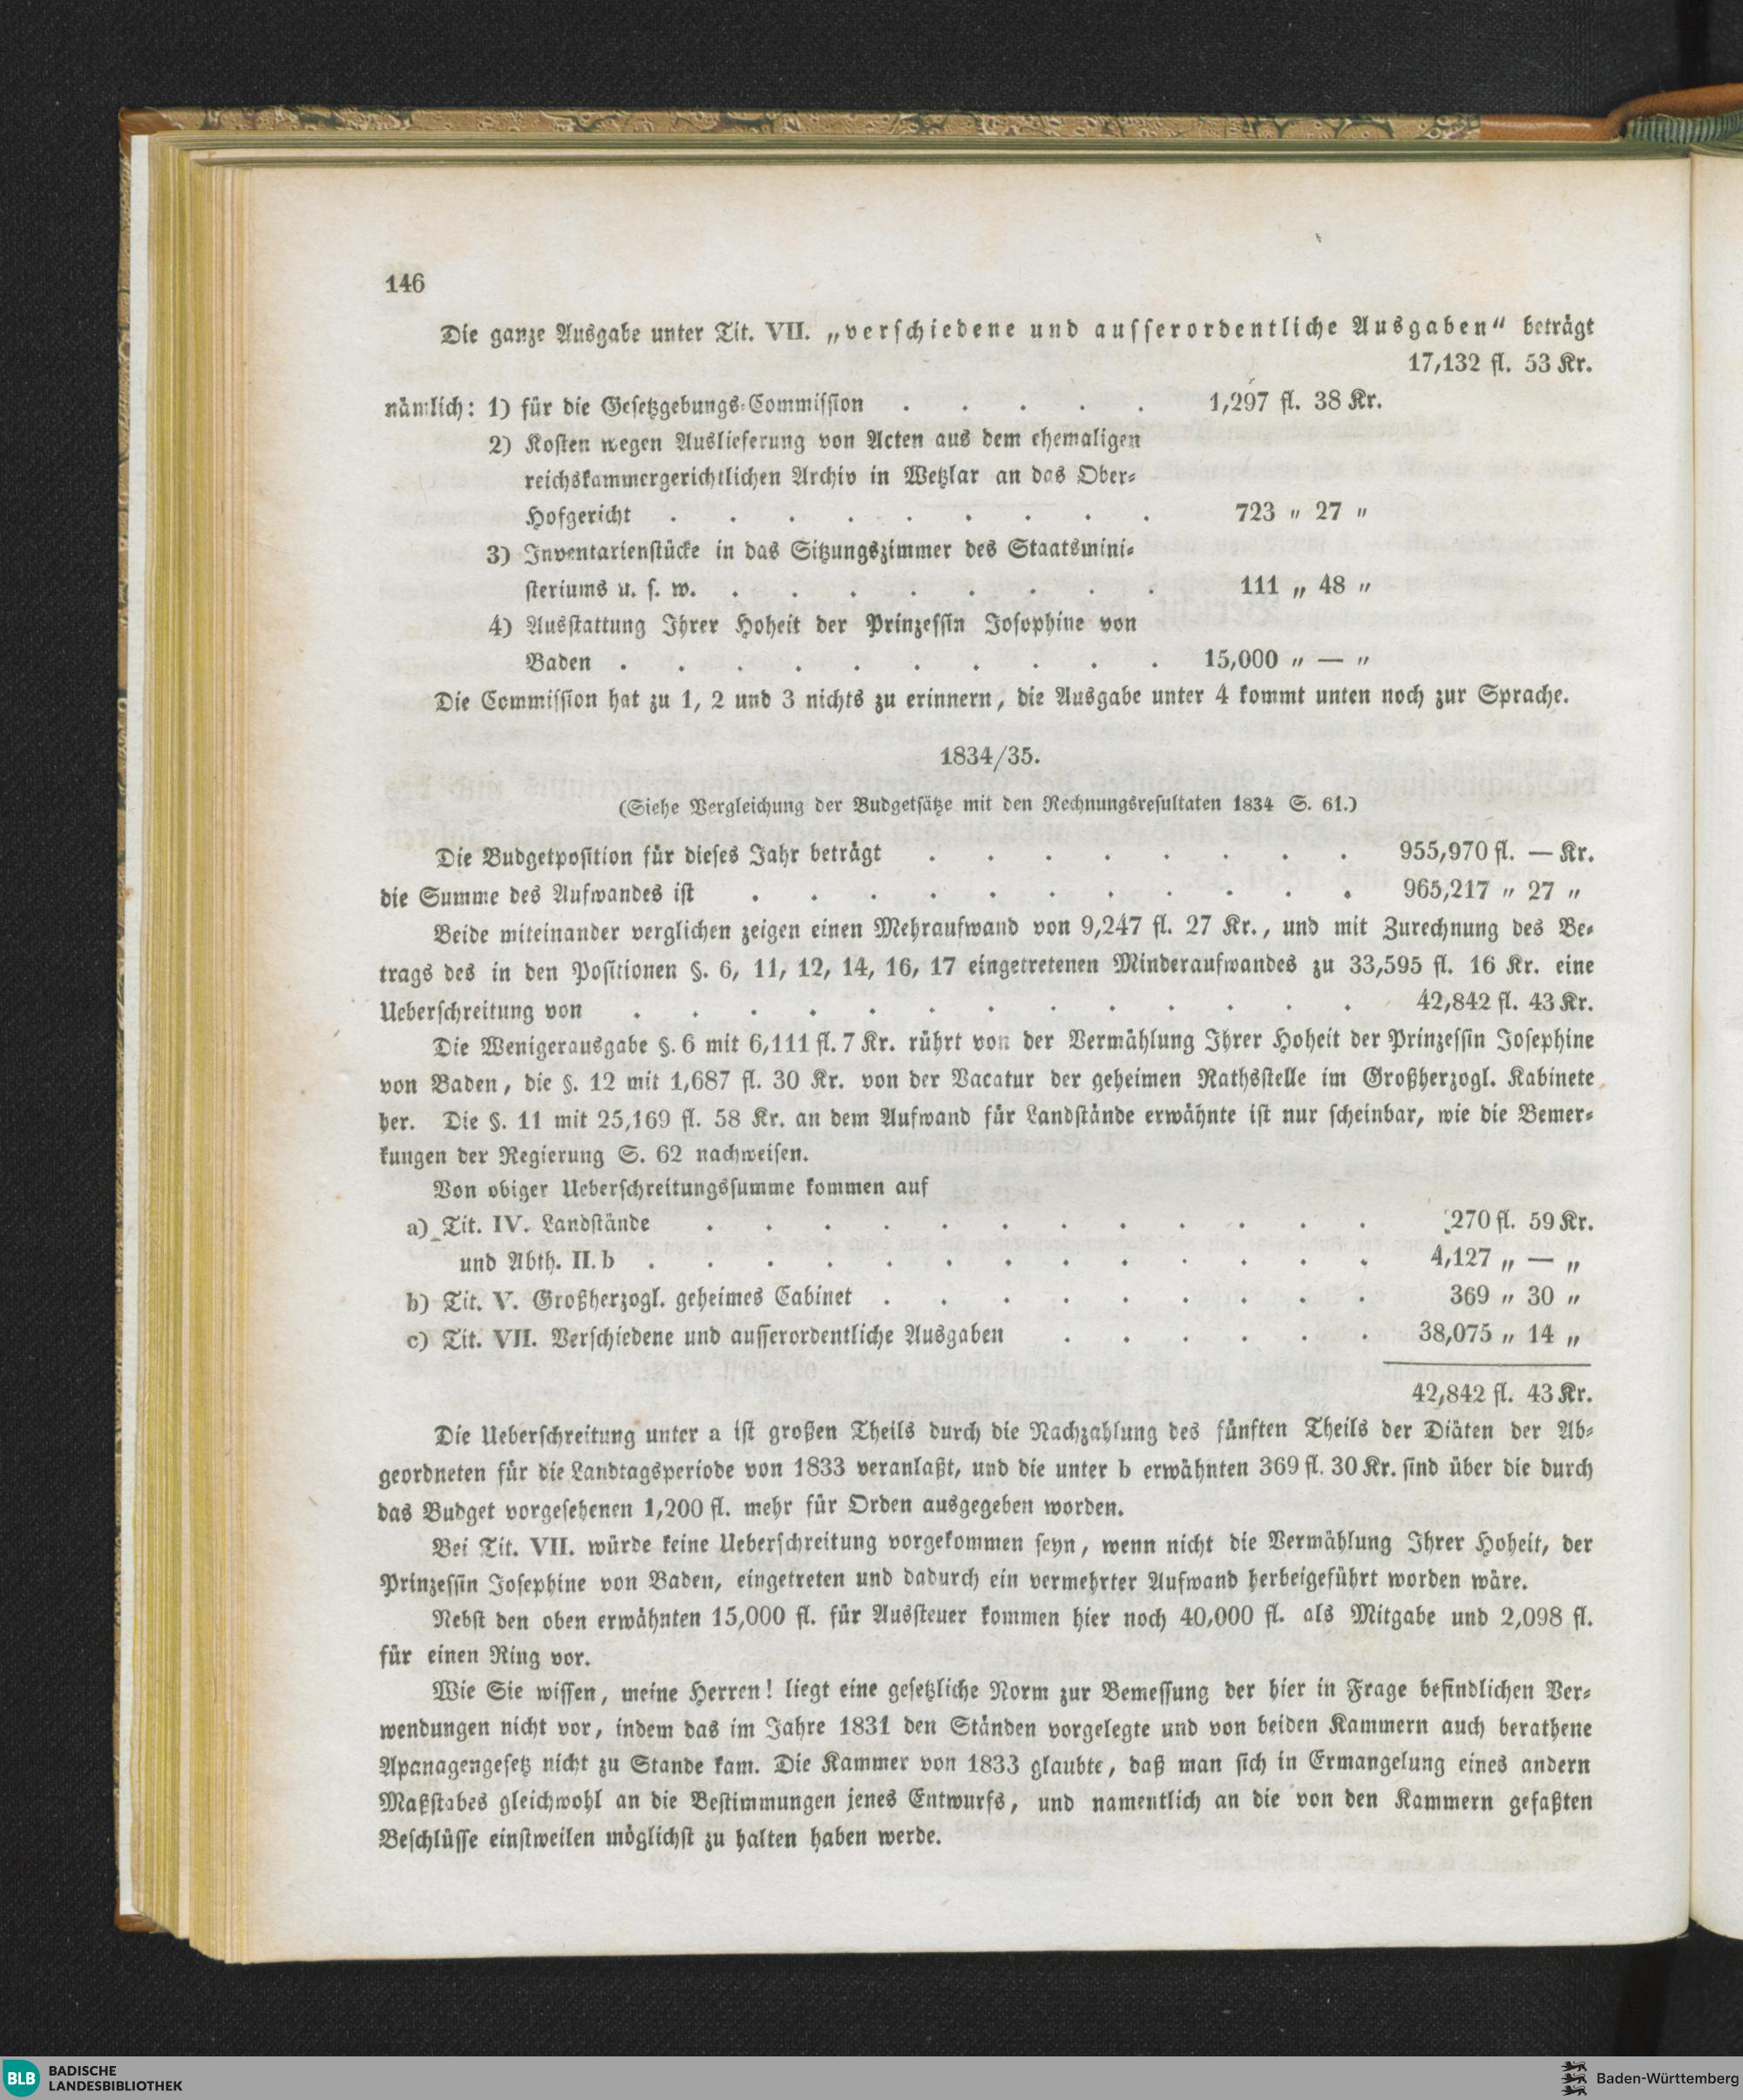 146
Die ganze Ausgabe unter Tit. VII. „verschiedene und ausserordentliche Ausgaben“ beträgt
17,132 fl. 53 Kr.
nämlich: 1) für die Gesetzgebungs-Commission . . . . . 1,297 fl. 38 Kr.
2) Kosten wegen Auslieferung von Acten aus dem ehemaligen
reichskammergerichtlichen Archiv in Wetzlar an das Ober-
Hofgericht . . . . . . . . . 723 „ 27 „
3) Inventarienstücke in das Sitzungszimmer des Staatsmini-
steriums u. s. w. . . . . . . . . 111 „ 48 „
4) Ausstattung Ihrer Hoheit der Prinzessin Josophine von
Baden . . . . . . . . . . 15,000 „ — „
Die Commission hat zu 1, 2 und 3 nichts zu erinnern, die Ausgabe unter 4 kommt unten noch zur Sprache.
1834/35.
(Siehe Vergleichung der Budgetsätze mit den Rechnungsresultaten 1834 S. 61.)
Die Budgetposition für dieses Jahr beträgt . . . . . . . . 955,970 fl. — Kr.
die Summe des Aufwandes ist . . . . . . . . . . . 965,217 „ 27 „
Beide miteinander verglichen zeigen einen Mehraufwand von 9,247 fl. 27 Kr., und mit Zurechnung des Be-
trags des in den Positionen §. 6, 11, 12, 14, 16, 17 eingetretenen Minderaufwandes zu 33,595 fl. 16 Kr. eine
Ueberschreitung von . . . . . . . . . . . . . 42,842 fl. 43 Kr.
Die Wenigerausgabe §. 6 mit 6,111 fl. 7 Kr. rührt von der Vermählung Ihrer Hoheit der Prinzessin Josephine
von Baden, die §. 12 mit 1,687 fl. 30 Kr. von der Vacatur der geheimen Rathsstelle im Großherzogl. Kabinete
her. Die §. 11 mit 25,169 fl. 58 Kr. an dem Aufwand für Landstände erwähnte ist nur scheinbar, wie die Bemer-
kungen der Regierung S. 62 nachweisen.
Von obiger Ueberschreitungssumme kommen auf
a) Tit. IV. Landstände . . . . . . . . . . . . 270 fl. 59 Kr.
und Abth. II. b . . . . . . . . . . . . . 4,127 „ — „
b) Tit. V. Großherzogl. geheimes Cabinet . . . . . . . . . 369 „ 30 „
c) Tit. VII. Verschiedene und ausserordentliche Ausgaben . . . . . . 38,075 „ 14 „
42,842 fl. 43 Kr.
Die Ueberschreitung unter a ist großen Theils durch die Nachzahlung des fünften Theils der Diäten der Ab-
geordneten für die Landtagsperiode von 1833 veranlaßt, und die unter b erwähnten 369 fl. 30 Kr. sind über die durch
das Budget vorgesehenen 1,200 fl. mehr für Orden ausgegeben worden.
Bei Tit. VII. würde keine Ueberschreitung vorgekommen seyn, wenn nicht die Vermählung Ihrer Hoheit, der
Prinzessin Josephine von Baden, eingetreten und dadurch ein vermehrter Aufwand herbeigeführt worden wäre.
Nebst den oben erwähnten 15,000 fl. für Aussteuer kommen hier noch 40,000 fl. als Mitgabe und 2,098 fl.
für einen Ring vor.
Wie Sie wissen, meine Herren! liegt eine gesetzliche Norm zur Bemessung der hier in Frage befindlichen Ver-
wendungen nicht vor, indem das im Jahre 1831 den Ständen vorgelegte und von beiden Kammern auch berathene
Apanagengesetz nicht zu Stande kam. Die Kammer von 1833 glaubte, daß man sich in Ermangelung eines andern
Maßstabes gleichwohl an die Bestimmungen jenes Entwurfs, und namentlich an die von den Kammern gefaßten
Beschlüsse einstweilen möglichst zu halten haben werde.
BLB BADISCHE
LANDESBIBLIOTHEK
Baden-Württemberg